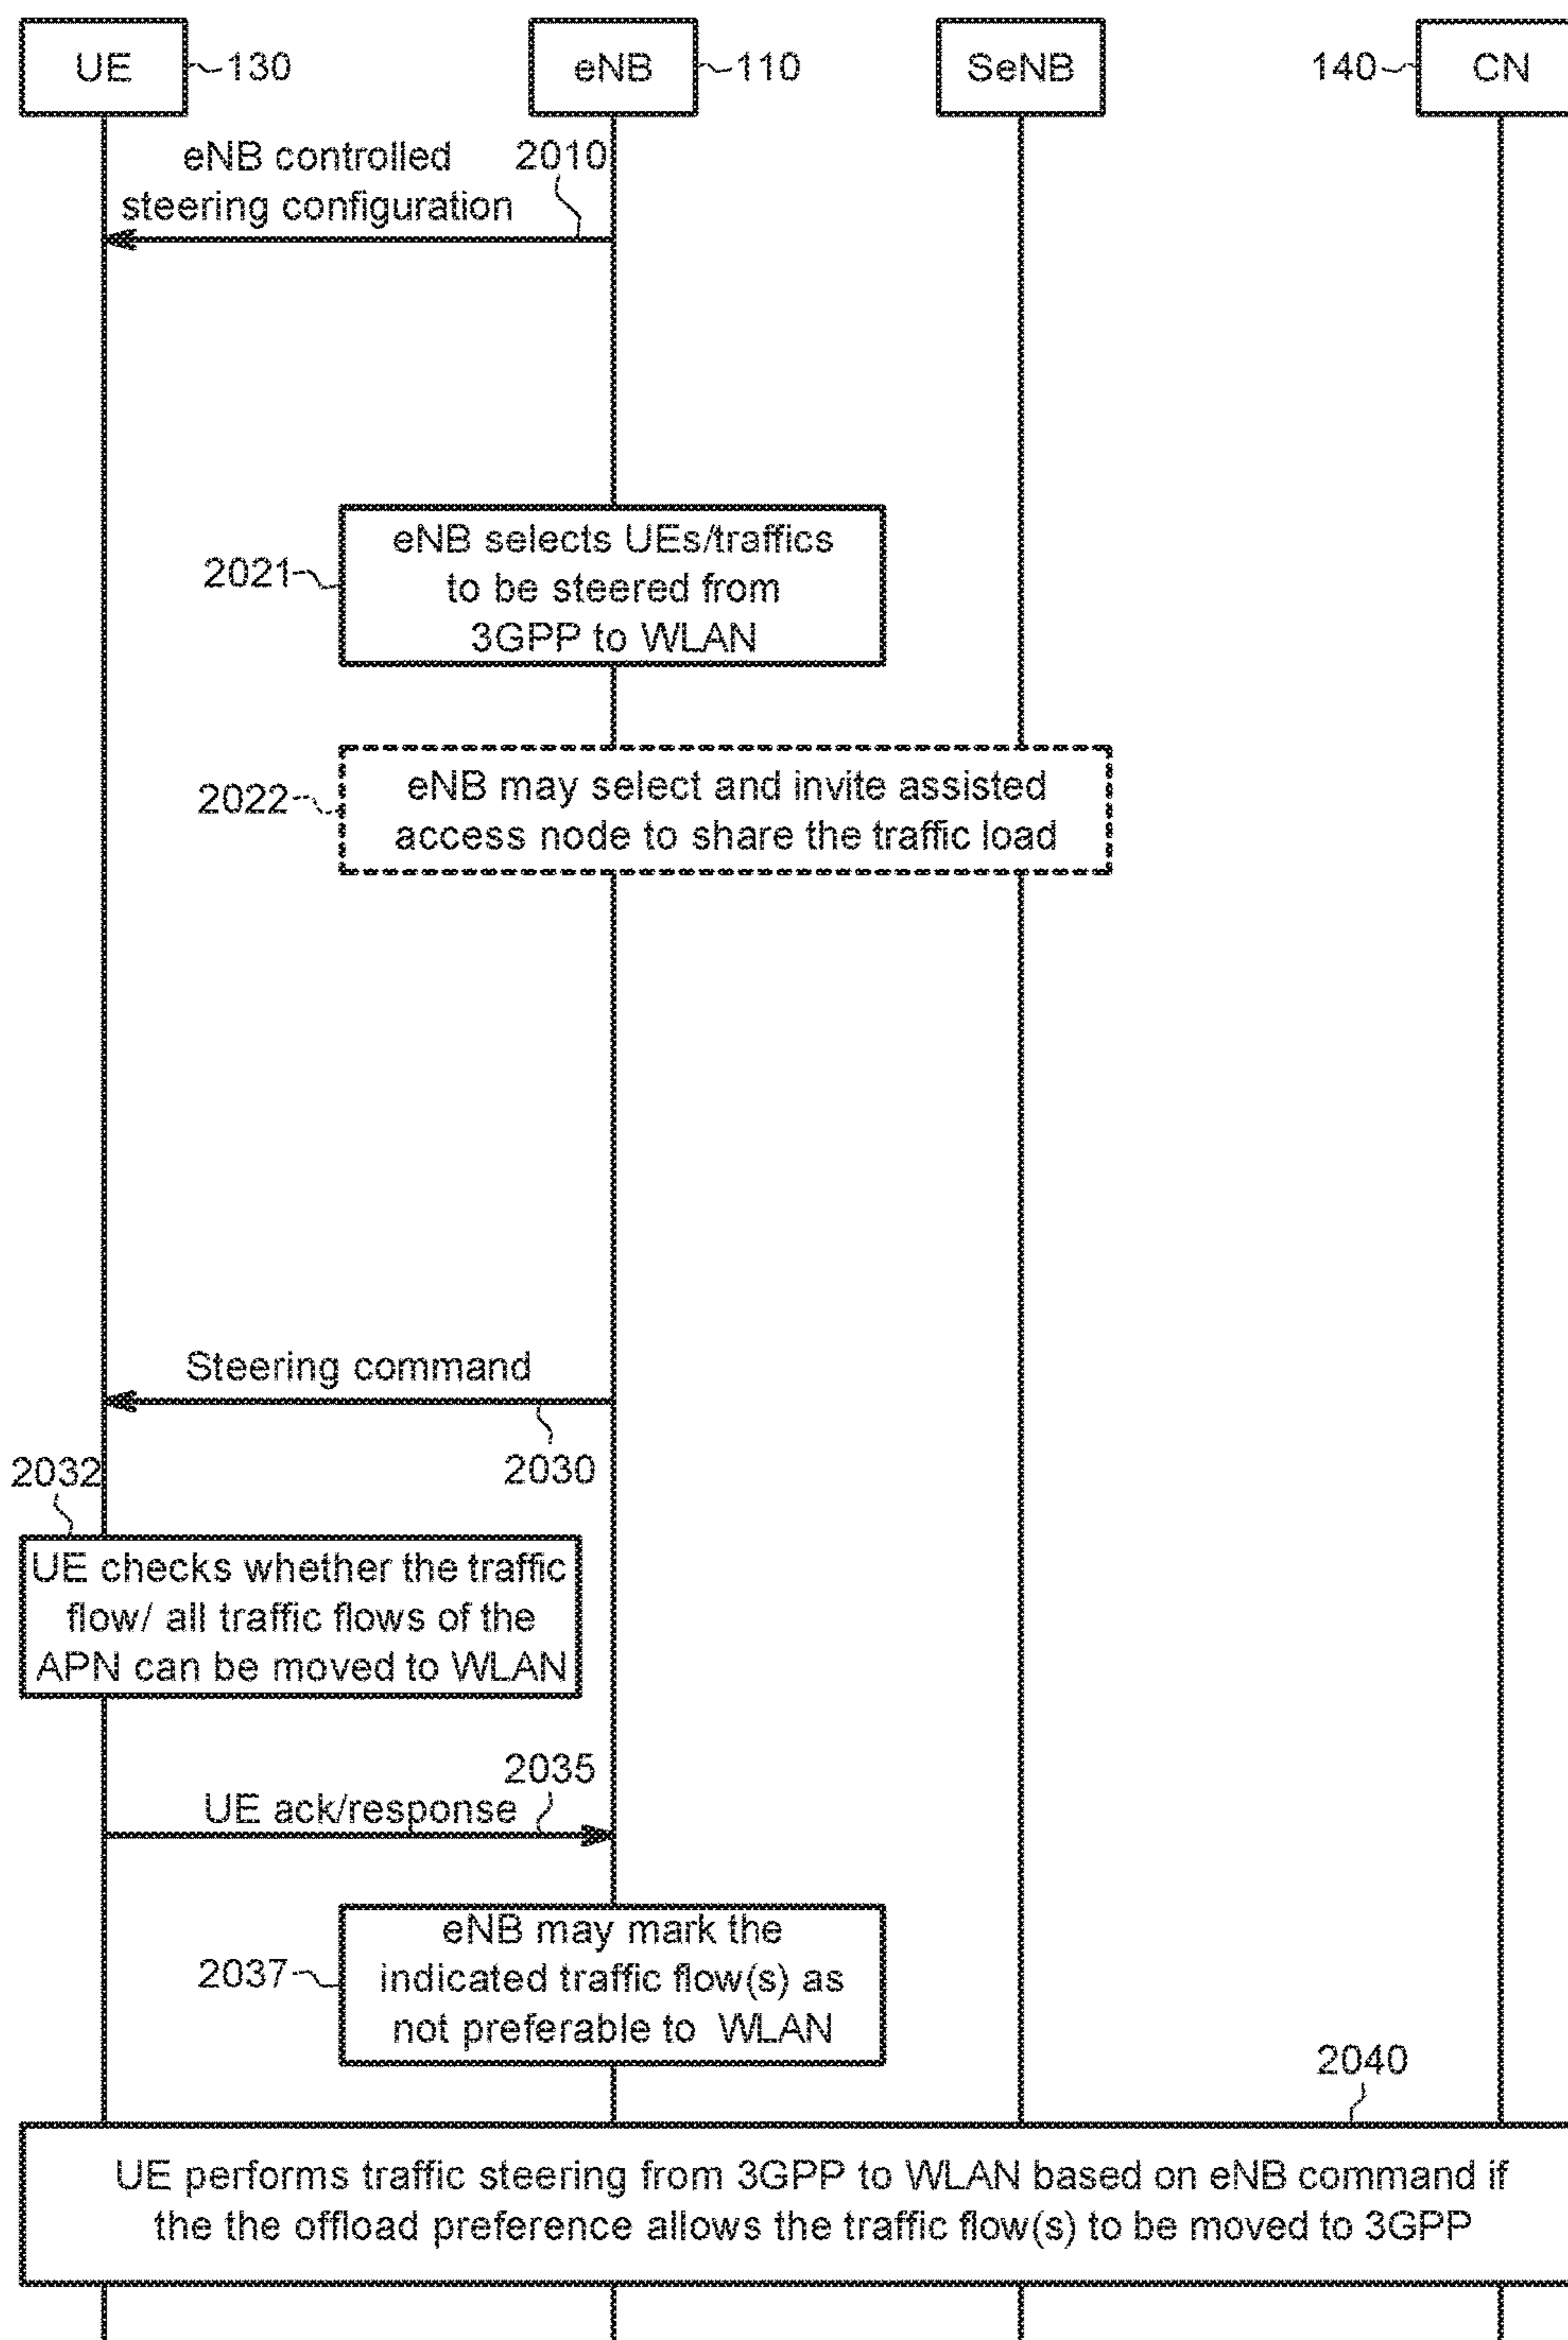 UE
130
eNB
110
SeNB
140
CN
eNB controlled
steering configuration
2010
eNB selects UEs/traffics
to be steered from
3GPP to WLAN
2021
eNB may select and invite assisted
access node to share the traffic load
2022
Steering command
2030
2032
UE checks whether the traffic
flow/ all traffic flows of the
APN can be moved to WLAN
2035
UE ack/response
eNB may mark the
indicated traffic flow(s) as
not preferable to WLAN
2037
2040
UE performs traffic steering from 3GPP to WLAN based on eNB command if
the the offload preference allows the traffic flow(s) to be moved to 3GPP